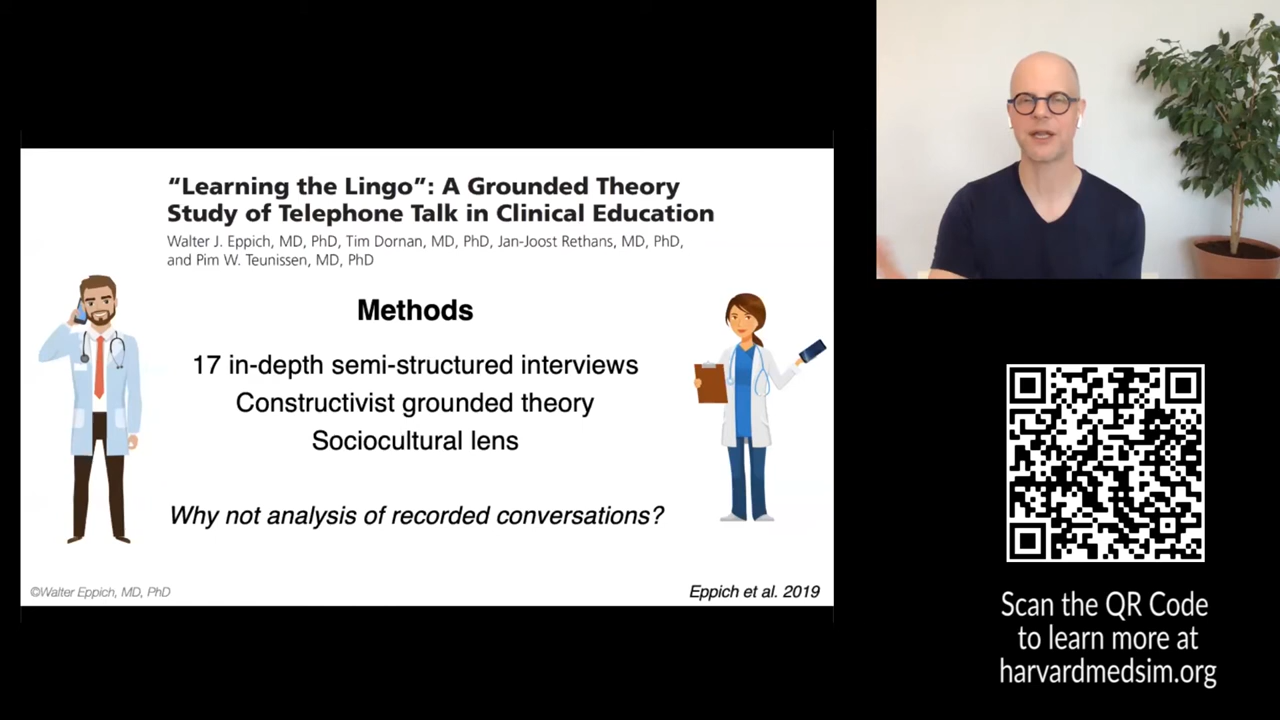 “Learning the Lingo”: A Grounded Theory
Study of Telephone Talk in Clinical Education
Walter J. Eppich, MD, PhD, Tim Dornan, MD, PhD, Jan-Joost Rethans, MD, PhD,
and Pim W. Teunissen, MD, PhD
Methods
17 in-depth semi-structured interviews
Constructivist grounded theory
Sociocultural lens
Why not analysis of recorded conversations?
©Walter Eppich, MD, PhD
Eppich et al. 2019
Scan the QR Code
to learn more at
harvardmedsim.org